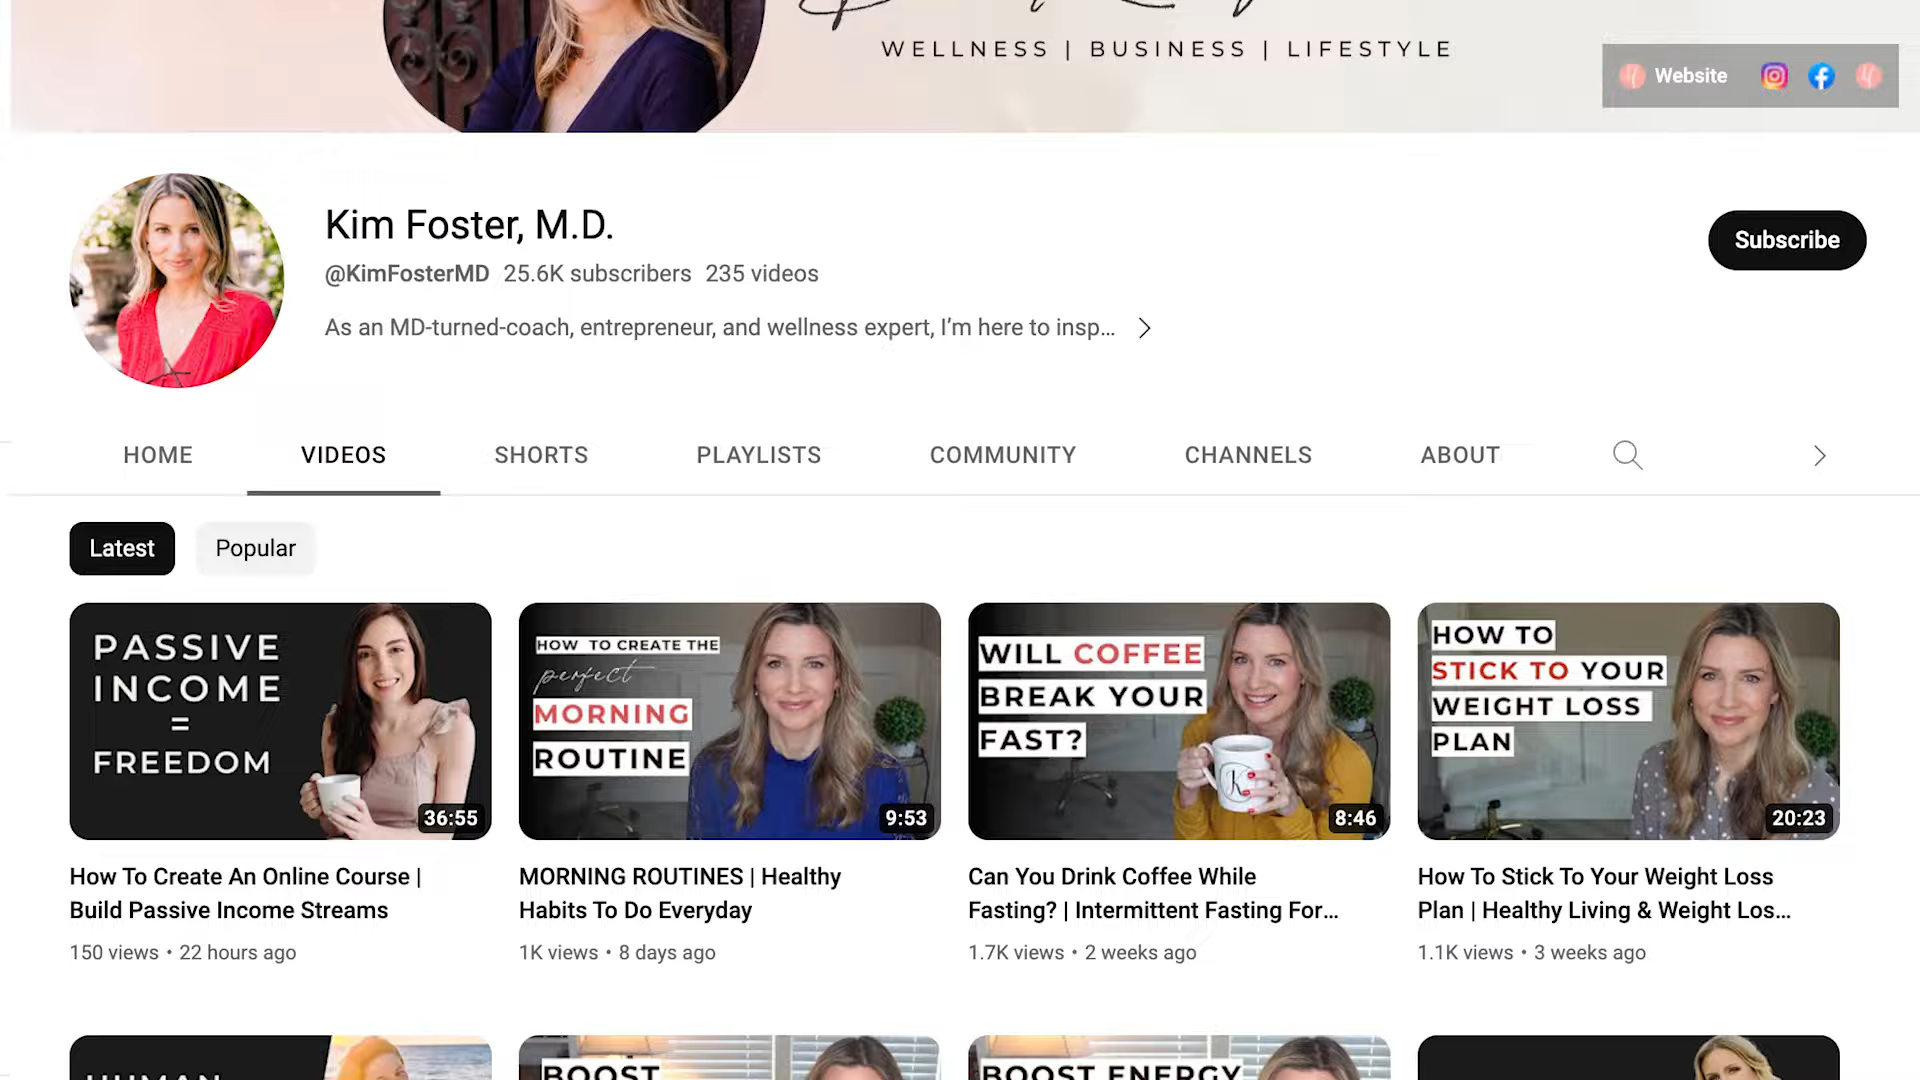 WELLNESS | BUSINESS | LIFESTYLE
Website
Kim Foster, M.D.
@KimFosterMD 25.6K subscribers 235 videos
As an MD-turned-coach, entrepreneur, and wellness expert, I'm here to insp...
Subscribe
HOME VIDEOS SHORTS PLAYLISTS COMMUNITY CHANNELS ABOUT
Latest Popular
PASSIVE
INCOME
=
FREEDOM
36:55
HOW TO CREATE THE
perfect
MORNING
ROUTINE
9:53
WILL COFFEE
BREAK YOUR
FAST?
K
8:46
HOW TO
STICK TO YOUR
WEIGHT LOSS
PLAN
20:23
How To Create An Online Course |
Build Passive Income Streams
150 views • 22 hours ago
MORNING ROUTINES | Healthy
Habits To Do Everyday
1K views • 8 days ago
Can You Drink Coffee While
Fasting? | Intermittent Fasting For...
1.7K views • 2 weeks ago
How To Stick To Your Weight Loss
Plan | Healthy Living & Weight Los...
1.1K views • 3 weeks ago
HUMAN
BOOST
BOOST ENERGY